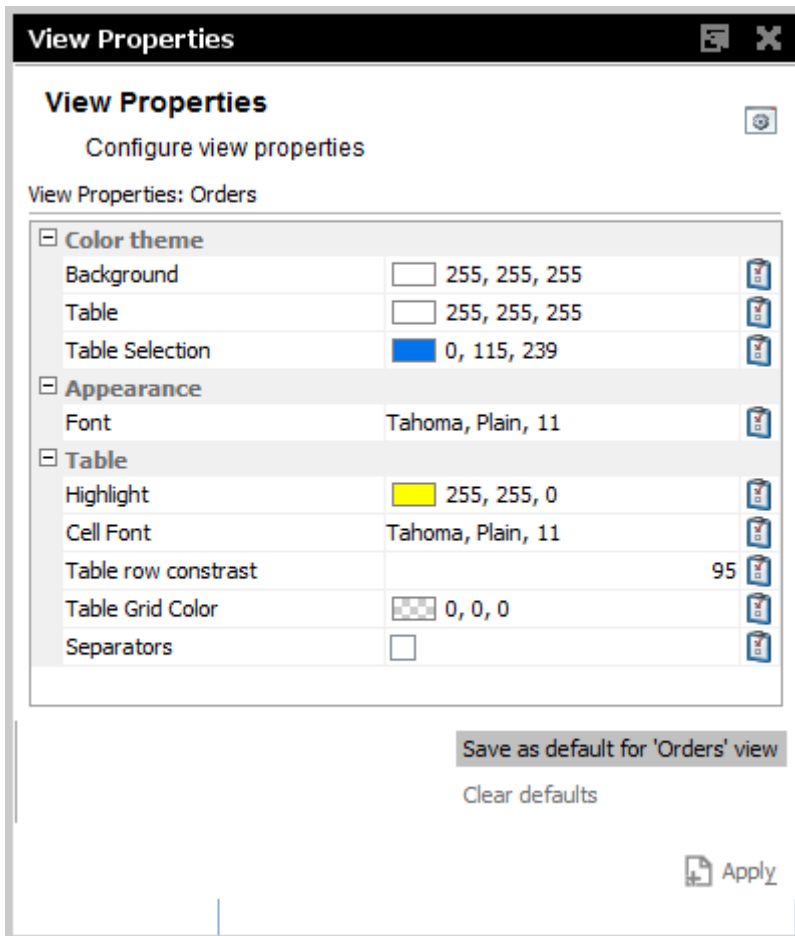 View Properties
View Properties
Configure view properties
View Properties: Orders
Color theme
Background 255, 255, 255
Table 255, 255, 255
Table Selection 0, 115, 239
Appearance
Font Tahoma, Plain, 11
Table
Highlight 255, 255, 0
Cell Font Tahoma, Plain, 11
Table row constrast 95
Table Grid Color 0, 0, 0
Separators
Save as default for 'Orders' view
Clear defaults
Apply